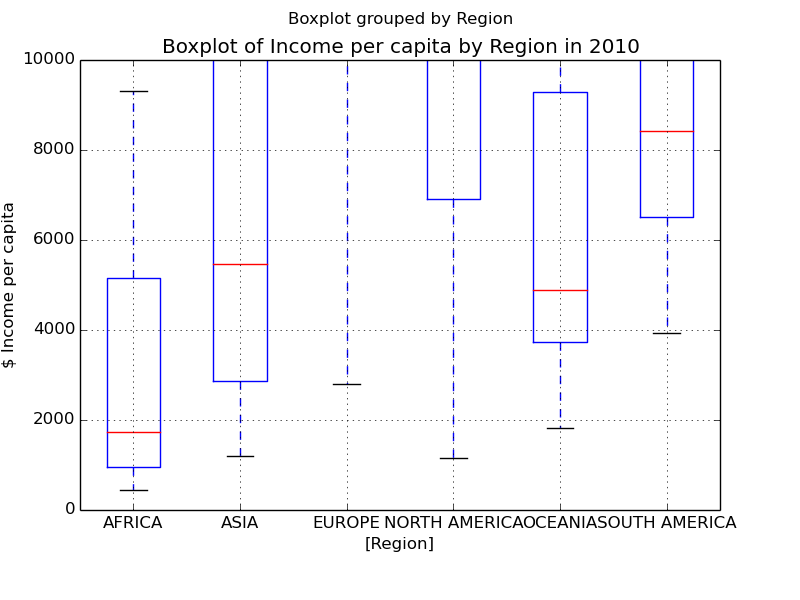 Boxplot grouped by Region
Boxplot of Income per capita by Region in 2010
10000
8000
6000
4000
2000
0
$ Income per capita
AFRICA ASIA EUROPE NORTH AMERICA OCEANIA SOUTH AMERICA
[Region]